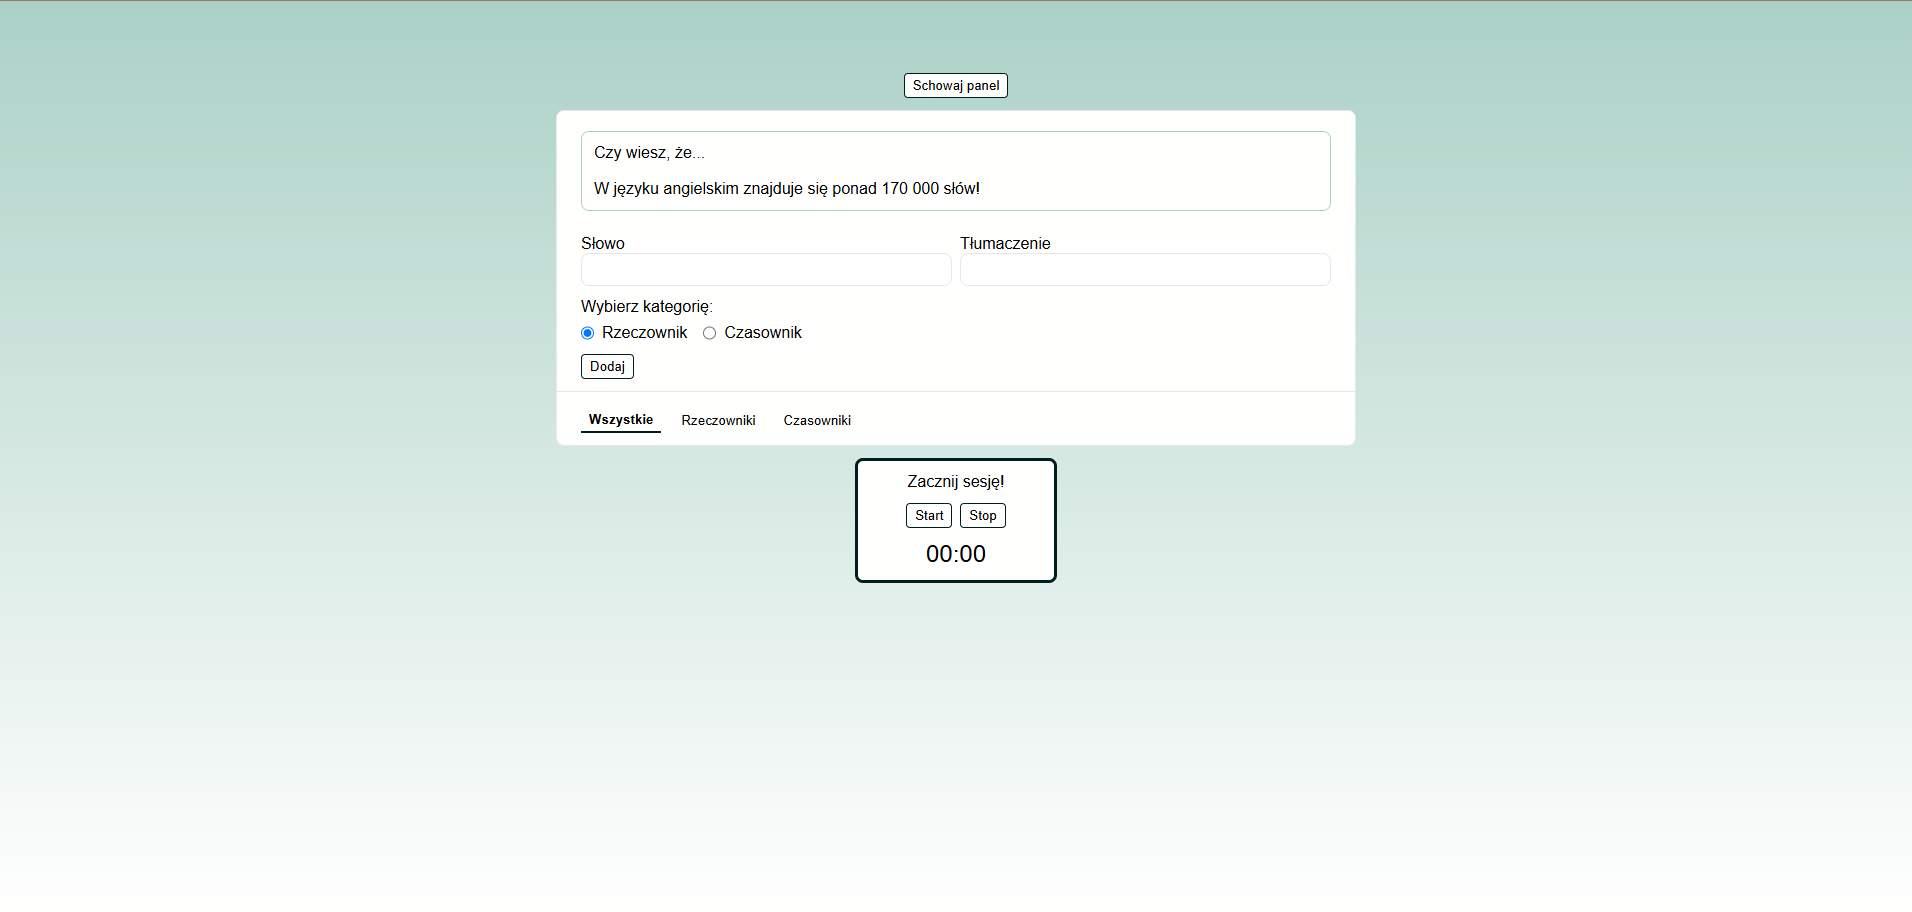 Schowaj panel
Czy wiesz, że...
W języku angielskim znajduje się ponad 170 000 słów!
Słowo Tłumaczenie
Wybierz kategorię:
Rzeczownik Czasownik
Dodaj
Wszystkie Rzeczowniki Czasowniki
Zacznij sesję!
Start Stop
00:00